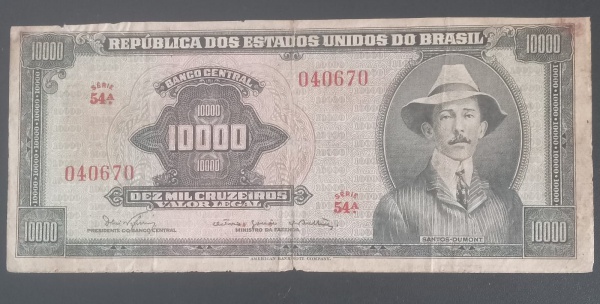 10000 10000
REPÚBLICA DOS ESTADOS UNIDOS DO BRASIL
BANCO CENTRAL
SÉRIE
54ª
040670
10000
10000
10000
040670
DEZ MIL CRUZEIROS
VALOR LEGAL
SÉRIE
54ª
PRESIDENTE DO BANCO CENTRAL
MINISTRO DA FAZENDA
SANTOS-DUMONT
10000 10000
AMERICAN BANK NOTE COMPANY.